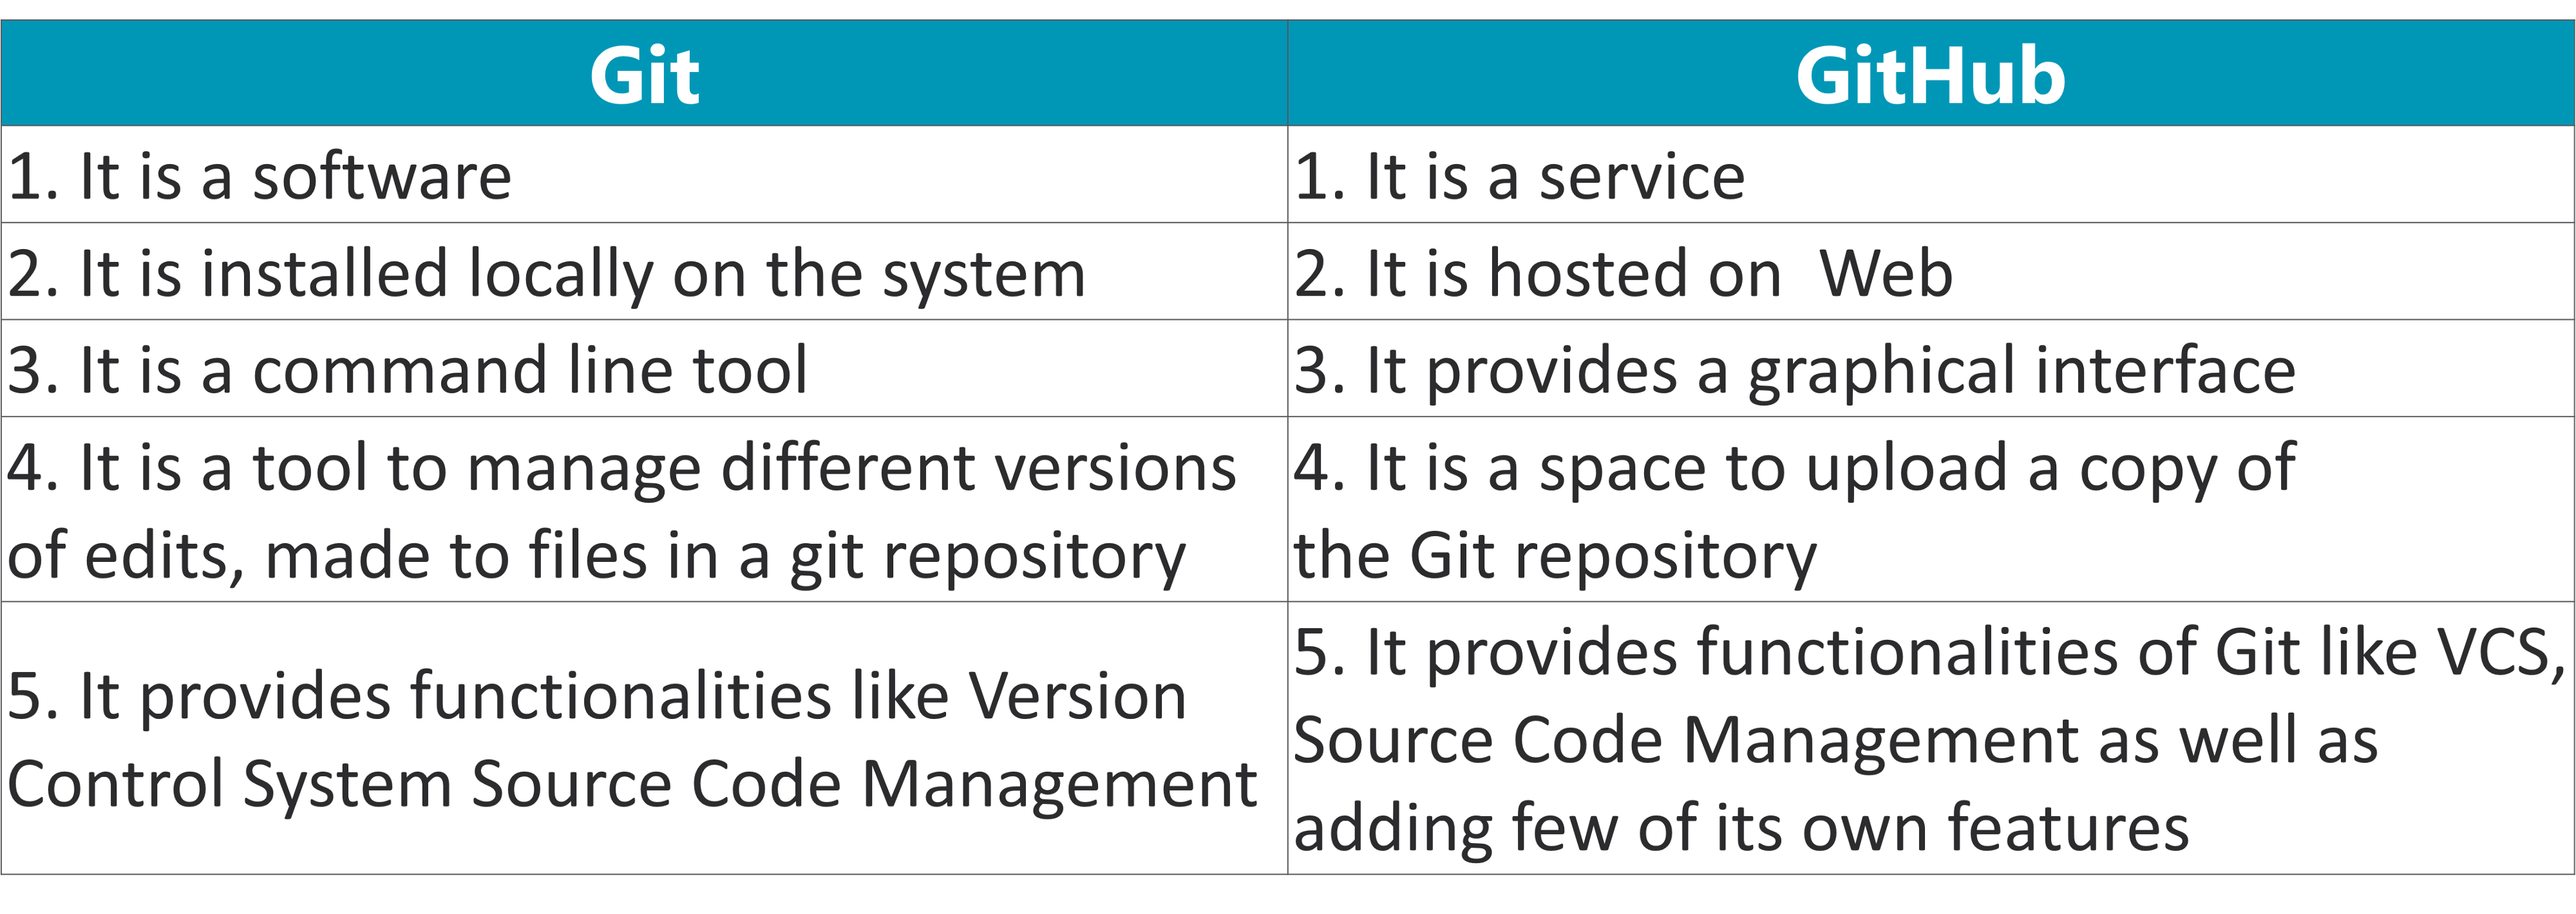 Git
GitHub
1. It is a software
1. It is a service
2. It is installed locally on the system
2. It is hosted on  Web
3. It is a command line tool
3. It provides a graphical interface
4. It is a tool to manage different versions
of edits, made to files in a git repository
4. It is a space to upload a copy of
the Git repository
5. It provides functionalities like Version
Control System Source Code Management
5. It provides functionalities of Git like VCS,
Source Code Management as well as
adding few of its own features